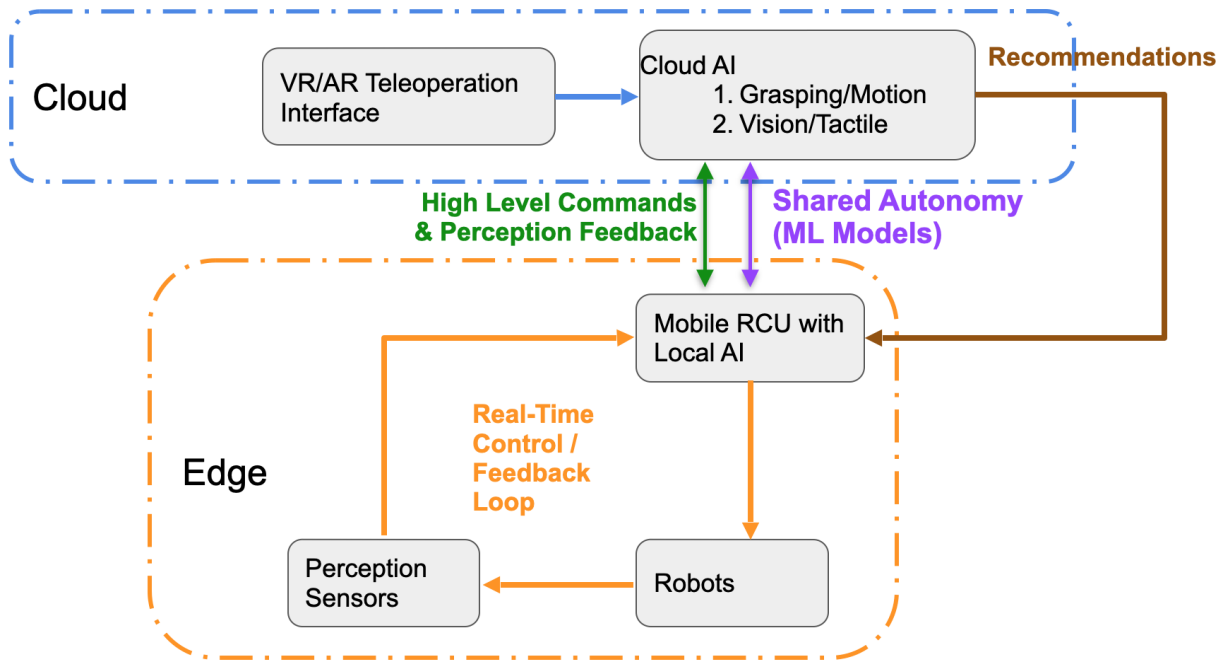 Cloud
VR/AR Teleoperation
Interface
Cloud AI
1. Grasping/Motion
2. Vision/Tactile
Recommendations
High Level Commands
& Perception Feedback
Shared Autonomy
(ML Models)
Edge
Mobile RCU with
Local AI
Real-Time
Control /
Feedback
Loop
Perception
Sensors
Robots